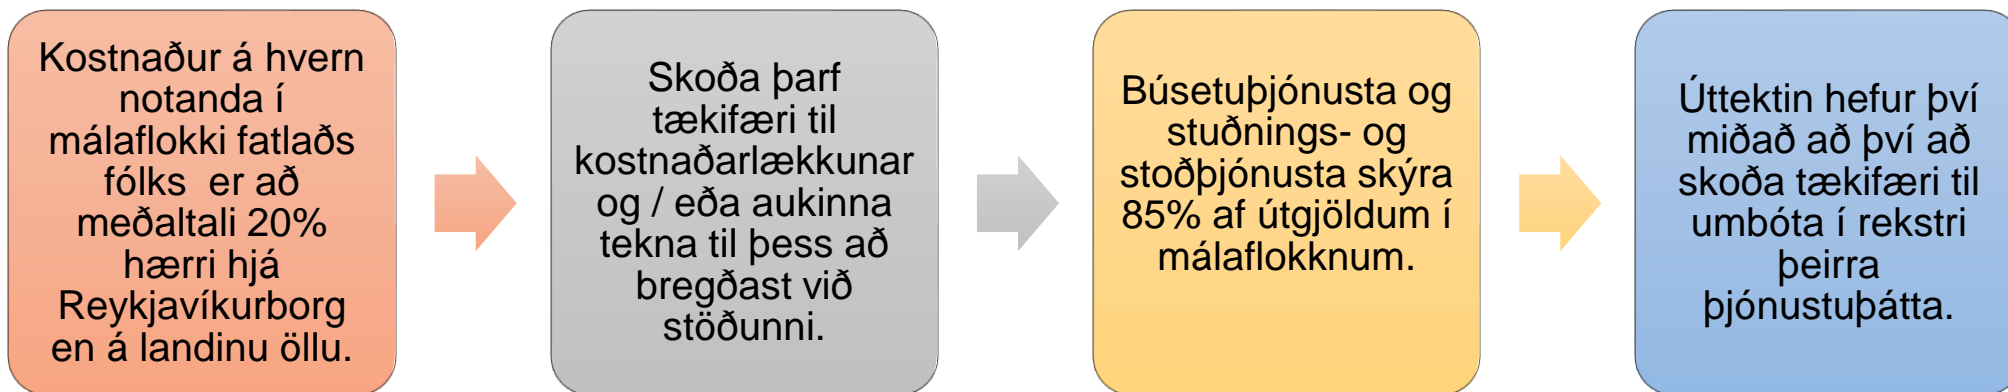 Kostnaður á hvern
notanda í
málaflokki fatlaðs
fólks  er að
meðaltali 20%
hærri hjá
Reykjavíkurborg
en á landinu öllu.
Skoða þarf
tækifæri til
kostnaðarlækkunar
og / eða aukinna
tekna til þess að
bregðast við
stöðunni.
Búsetuþjónusta og
stuðnings- og
stoðþjónusta skýra
85% af útgjöldum í
málaflokknum.
Úttektin hefur því
miðað að því að
skoða tækifæri til
umbóta í rekstri
þeirra
þjónustuþátta.